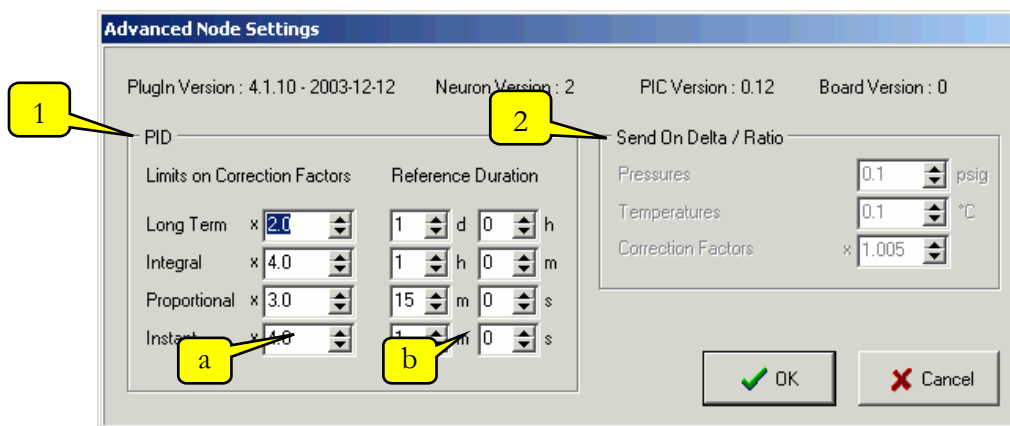 Advanced Node Settings
PlugIn Version : 4.1.10 - 2003-12-12 Neuron Version : 2 PIC Version : 0.12 Board Version : 0
1
2
PID
Limits on Correction Factors Reference Duration
Long Term x 2.0 1 d 0 h
Integral x 4.0 1 h 0 m
Proportional x 3.0 15 m 0 s
Instant x 4.0 1 m 0 s
a
b
Send On Delta / Ratio
Pressures 0.1 psig
Temperatures 0.1 °C
Correction Factors x 1.005
OK Cancel